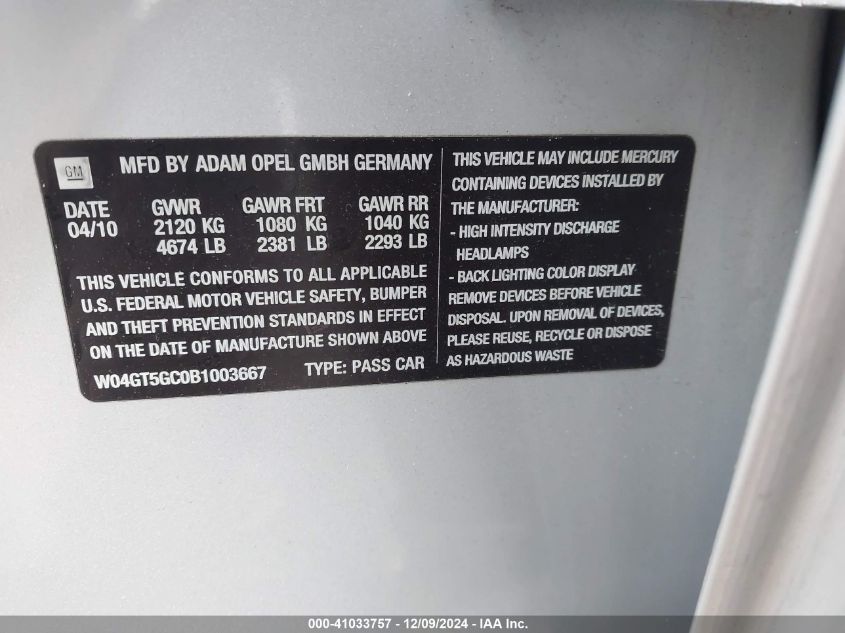 GM
MFD BY ADAM OPEL GMBH GERMANY
DATE GVWR GAWR FRT GAWR RR
04/10 2120 KG 1080 KG 1040 KG
4674 LB 2381 LB 2293 LB
THIS VEHICLE CONFORMS TO ALL APPLICABLE
U.S. FEDERAL MOTOR VEHICLE SAFETY, BUMPER
AND THEFT PREVENTION STANDARDS IN EFFECT
ON THE DATE OF MANUFACTURE SHOWN ABOVE
W04GT5GC0B1003667 TYPE: PASS CAR
THIS VEHICLE MAY INCLUDE MERCURY
CONTAINING DEVICES INSTALLED BY
THE MANUFACTURER:
- HIGH INTENSITY DISCHARGE
HEADLAMPS
- BACK LIGHTING COLOR DISPLAY
REMOVE DEVICES BEFORE VEHICLE
DISPOSAL. UPON REMOVAL OF DEVICES,
PLEASE REUSE, RECYCLE OR DISPOSE
AS HAZARDOUS WASTE
000-41033757 - 12/09/2024 - IAA Inc.